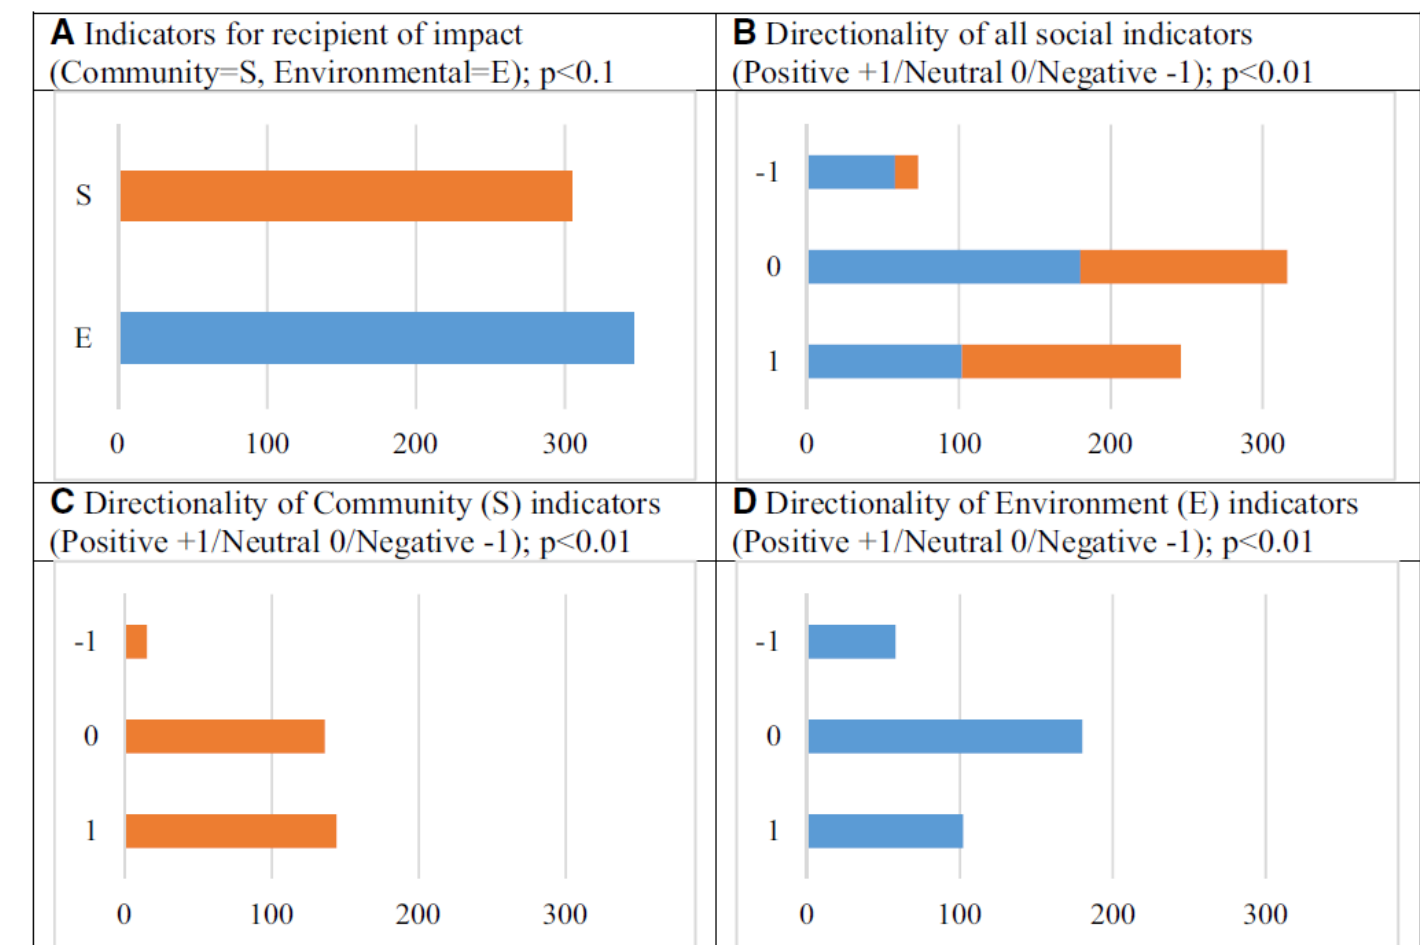 A Indicators for recipient of impact
(Community=S, Environmental=E); p<0.1
S
E
0 100 200 300
B Directionality of all social indicators
(Positive +1/Neutral 0/Negative -1); p<0.01
-1
0
1
0 100 200 300
C Directionality of Community (S) indicators
(Positive +1/Neutral 0/Negative -1); p<0.01
-1
0
1
0 100 200 300
D Directionality of Environment (E) indicators
(Positive +1/Neutral 0/Negative -1); p<0.01
-1
0
1
0 100 200 300